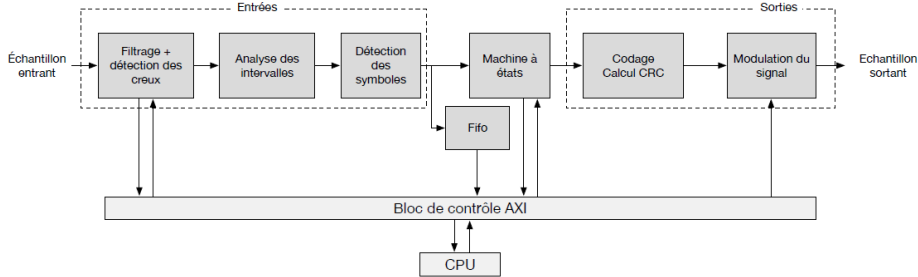 Entrées
Sorties
Échantillon
entrant
Filtrage +
détection des
creux
Analyse des
intervalles
Détection
des
symboles
Machine à
états
Codage
Calcul CRC
Modulation du
signal
Echantillon
sortant
Fifo
Bloc de contrôle AXI
CPU